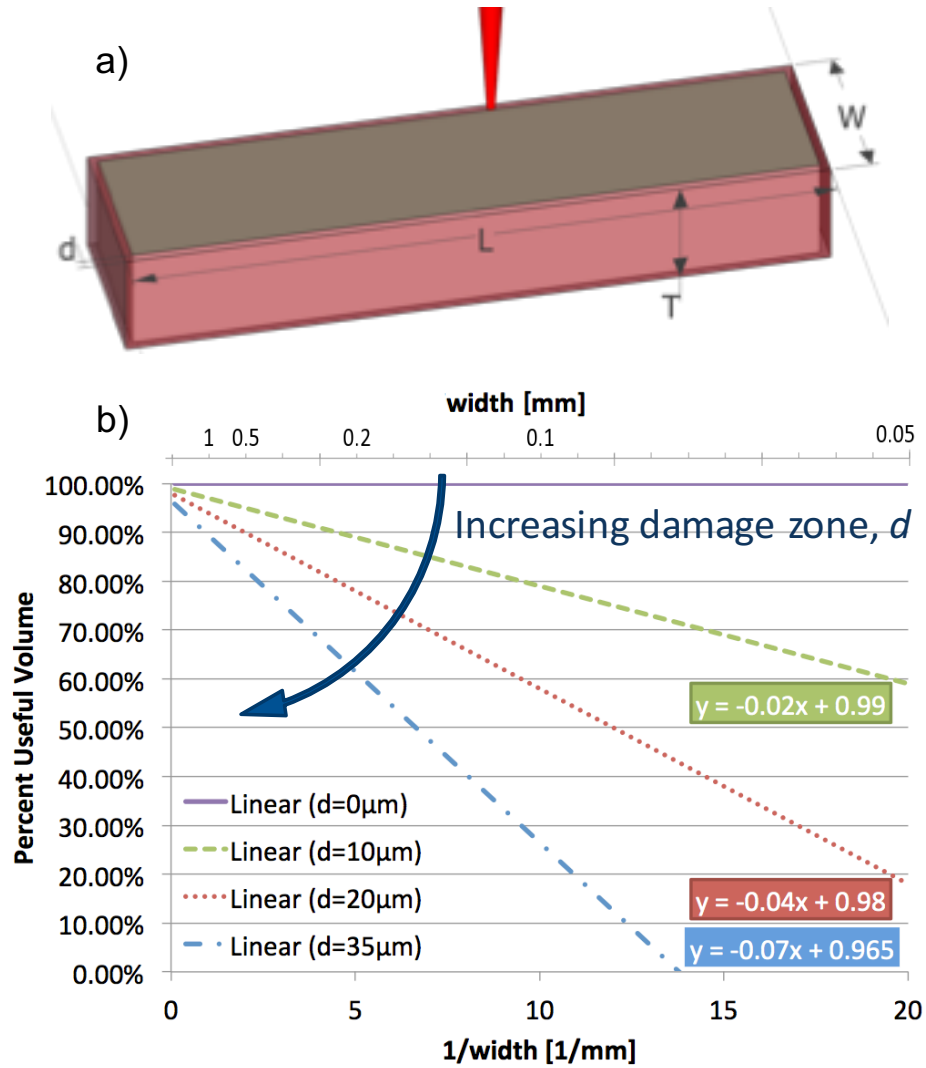 a)
W
d
L
T
b)
width [mm]
1 0.5 0.2 0.1 0.05
100.00%
Increasing damage zone, d
90.00%
80.00%
70.00%
60.00%
y = -0.02x + 0.99
50.00%
40.00%
30.00%
20.00%
10.00%
0.00%
Percent Useful Volume
Linear (d=0µm)
Linear (d=10µm)
Linear (d=20µm)
y = -0.04x + 0.98
Linear (d=35µm)
y = -0.07x + 0.965
0 5 10 15 20
1/width [1/mm]